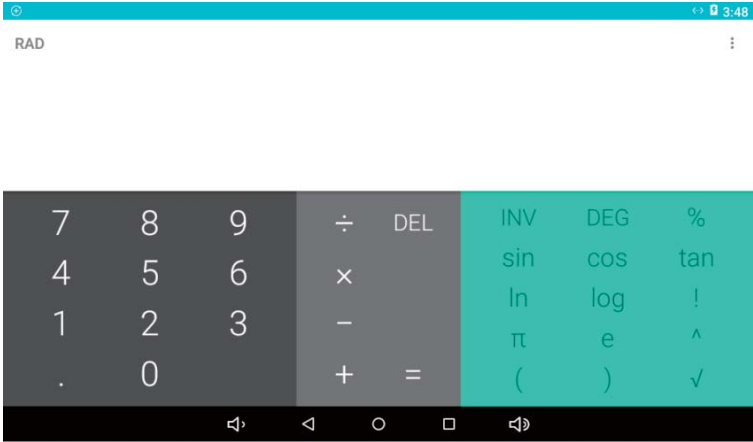 3:48
RAD
7 8 9 ÷ DEL INV DEG %
4 5 6 × sin cos tan
1 2 3 − ln log !
. 0 + = π e ^
( ) √